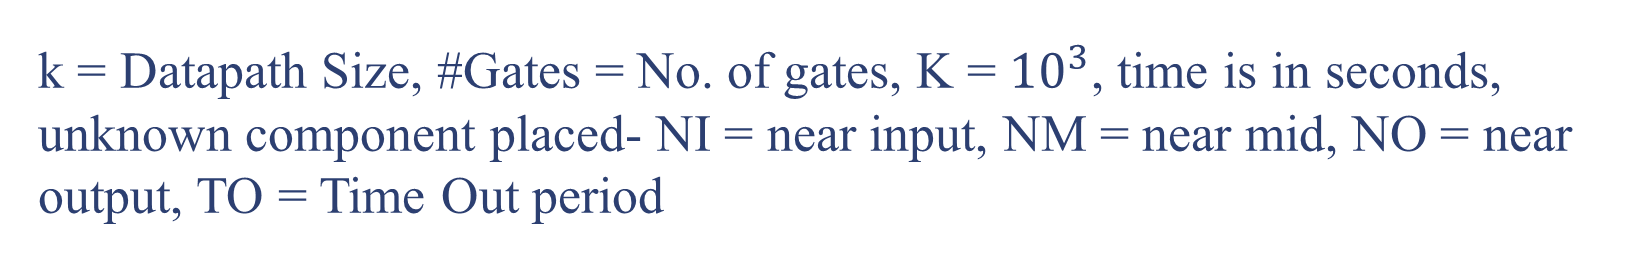 k = Datapath Size, #Gates = No. of gates, K = 10³, time is in seconds,
unknown component placed- NI = near input, NM = near mid, NO = near
output, TO = Time Out period